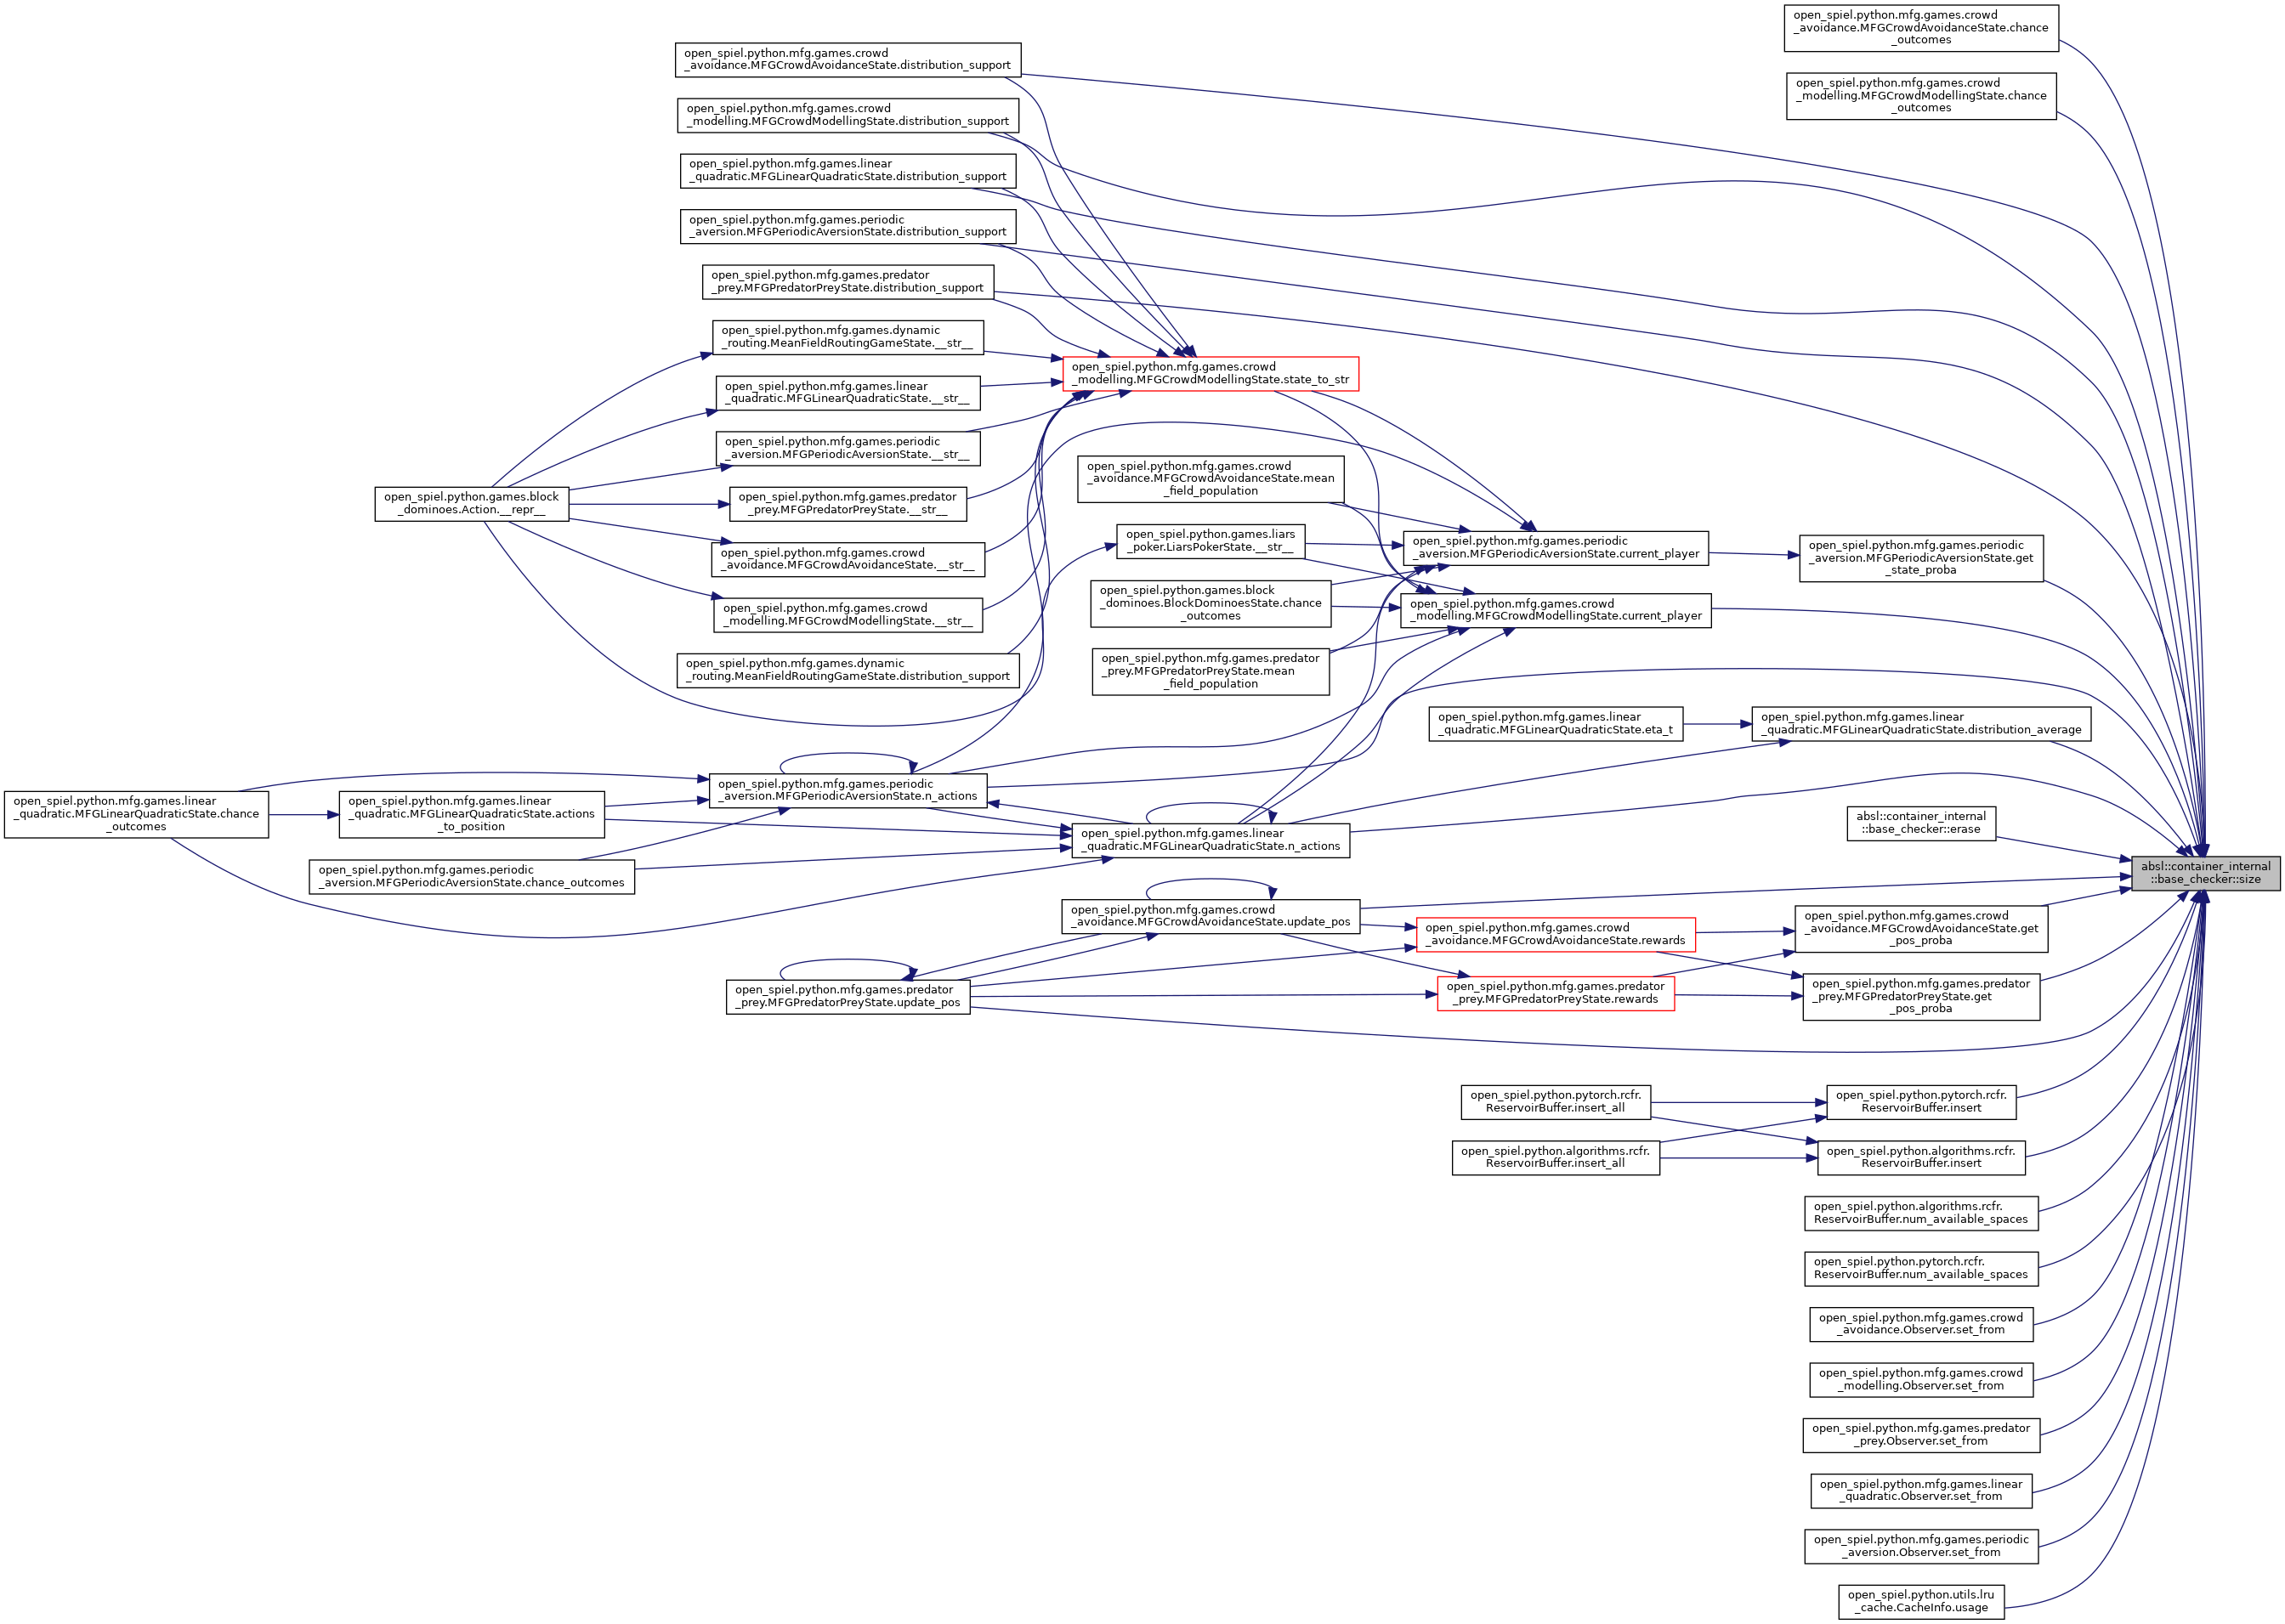 open_spiel.python.mfg.games.crowd
_avoidance.MFGCrowdAvoidanceState.chance
_outcomes
open_spiel.python.mfg.games.crowd
_avoidance.MFGCrowdAvoidanceState.distribution_support
open_spiel.python.mfg.games.crowd
_modelling.MFGCrowdModellingState.chance
_outcomes
open_spiel.python.mfg.games.crowd
_modelling.MFGCrowdModellingState.distribution_support
open_spiel.python.mfg.games.linear
_quadratic.MFGLinearQuadraticState.distribution_support
open_spiel.python.mfg.games.periodic
_aversion.MFGPeriodicAversionState.distribution_support
open_spiel.python.mfg.games.predator
_prey.MFGPredatorPreyState.distribution_support
open_spiel.python.mfg.games.dynamic
_routing.MeanFieldRoutingGameState.__str__
open_spiel.python.mfg.games.crowd
_modelling.MFGCrowdModellingState.state_to_str
open_spiel.python.mfg.games.linear
_quadratic.MFGLinearQuadraticState.__str__
open_spiel.python.mfg.games.periodic
_aversion.MFGPeriodicAversionState.__str__
open_spiel.python.mfg.games.crowd
_avoidance.MFGCrowdAvoidanceState.mean
_field_population
open_spiel.python.games.block
_dominoes.Action.__repr__
open_spiel.python.mfg.games.predator
_prey.MFGPredatorPreyState.__str__
open_spiel.python.games.liars
_poker.LiarsPokerState.__str__
open_spiel.python.mfg.games.periodic
_aversion.MFGPeriodicAversionState.current_player
open_spiel.python.mfg.games.periodic
_aversion.MFGPeriodicAversionState.get
_state_proba
open_spiel.python.mfg.games.crowd
_avoidance.MFGCrowdAvoidanceState.__str__
open_spiel.python.games.block
_dominoes.BlockDominoesState.chance
_outcomes
open_spiel.python.mfg.games.crowd
_modelling.MFGCrowdModellingState.current_player
open_spiel.python.mfg.games.crowd
_modelling.MFGCrowdModellingState.__str__
open_spiel.python.mfg.games.dynamic
_routing.MeanFieldRoutingGameState.distribution_support
open_spiel.python.mfg.games.predator
_prey.MFGPredatorPreyState.mean
_field_population
open_spiel.python.mfg.games.linear
_quadratic.MFGLinearQuadraticState.eta_t
open_spiel.python.mfg.games.linear
_quadratic.MFGLinearQuadraticState.distribution_average
open_spiel.python.mfg.games.periodic
_aversion.MFGPeriodicAversionState.n_actions
open_spiel.python.mfg.games.linear
_quadratic.MFGLinearQuadraticState.chance
_outcomes
open_spiel.python.mfg.games.linear
_quadratic.MFGLinearQuadraticState.actions
_to_position
open_spiel.python.mfg.games.linear
_quadratic.MFGLinearQuadraticState.n_actions
absl::container_internal
::base_checker::erase
open_spiel.python.mfg.games.periodic
_aversion.MFGPeriodicAversionState.chance_outcomes
absl::container_internal
::base_checker::size
open_spiel.python.mfg.games.crowd
_avoidance.MFGCrowdAvoidanceState.update_pos
open_spiel.python.mfg.games.crowd
_avoidance.MFGCrowdAvoidanceState.rewards
open_spiel.python.mfg.games.crowd
_avoidance.MFGCrowdAvoidanceState.get
_pos_proba
open_spiel.python.mfg.games.predator
_prey.MFGPredatorPreyState.update_pos
open_spiel.python.mfg.games.predator
_prey.MFGPredatorPreyState.rewards
open_spiel.python.mfg.games.predator
_prey.MFGPredatorPreyState.get
_pos_proba
open_spiel.python.pytorch.rcfr.
ReservoirBuffer.insert_all
open_spiel.python.pytorch.rcfr.
ReservoirBuffer.insert
open_spiel.python.algorithms.rcfr.
ReservoirBuffer.insert_all
open_spiel.python.algorithms.rcfr.
ReservoirBuffer.insert
open_spiel.python.algorithms.rcfr.
ReservoirBuffer.num_available_spaces
open_spiel.python.pytorch.rcfr.
ReservoirBuffer.num_available_spaces
open_spiel.python.mfg.games.crowd
_avoidance.Observer.set_from
open_spiel.python.mfg.games.crowd
_modelling.Observer.set_from
open_spiel.python.mfg.games.predator
_prey.Observer.set_from
open_spiel.python.mfg.games.linear
_quadratic.Observer.set_from
open_spiel.python.mfg.games.periodic
_aversion.Observer.set_from
open_spiel.python.utils.lru
_cache.CacheInfo.usage